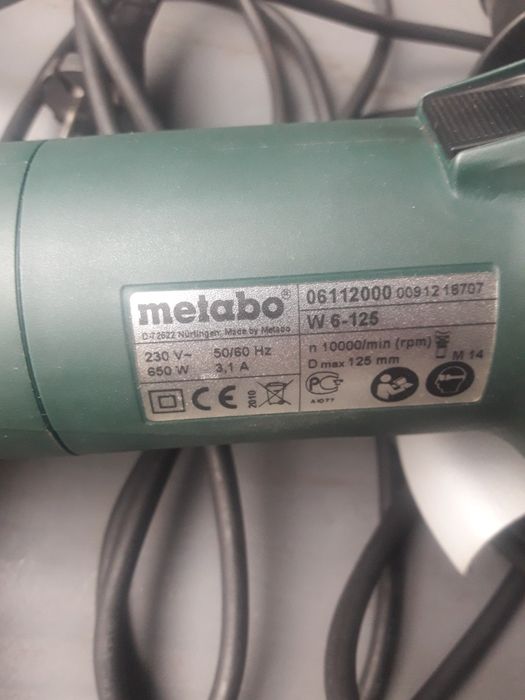 metabo®
D-72622 Nürtingen, Made by Metabo
230 V~ 50/60 Hz
650 W 3,1 A
CE 2010
06112000 00912 18707
W 6-125
n 10000/min (rpm)
D max 125 mm M 14